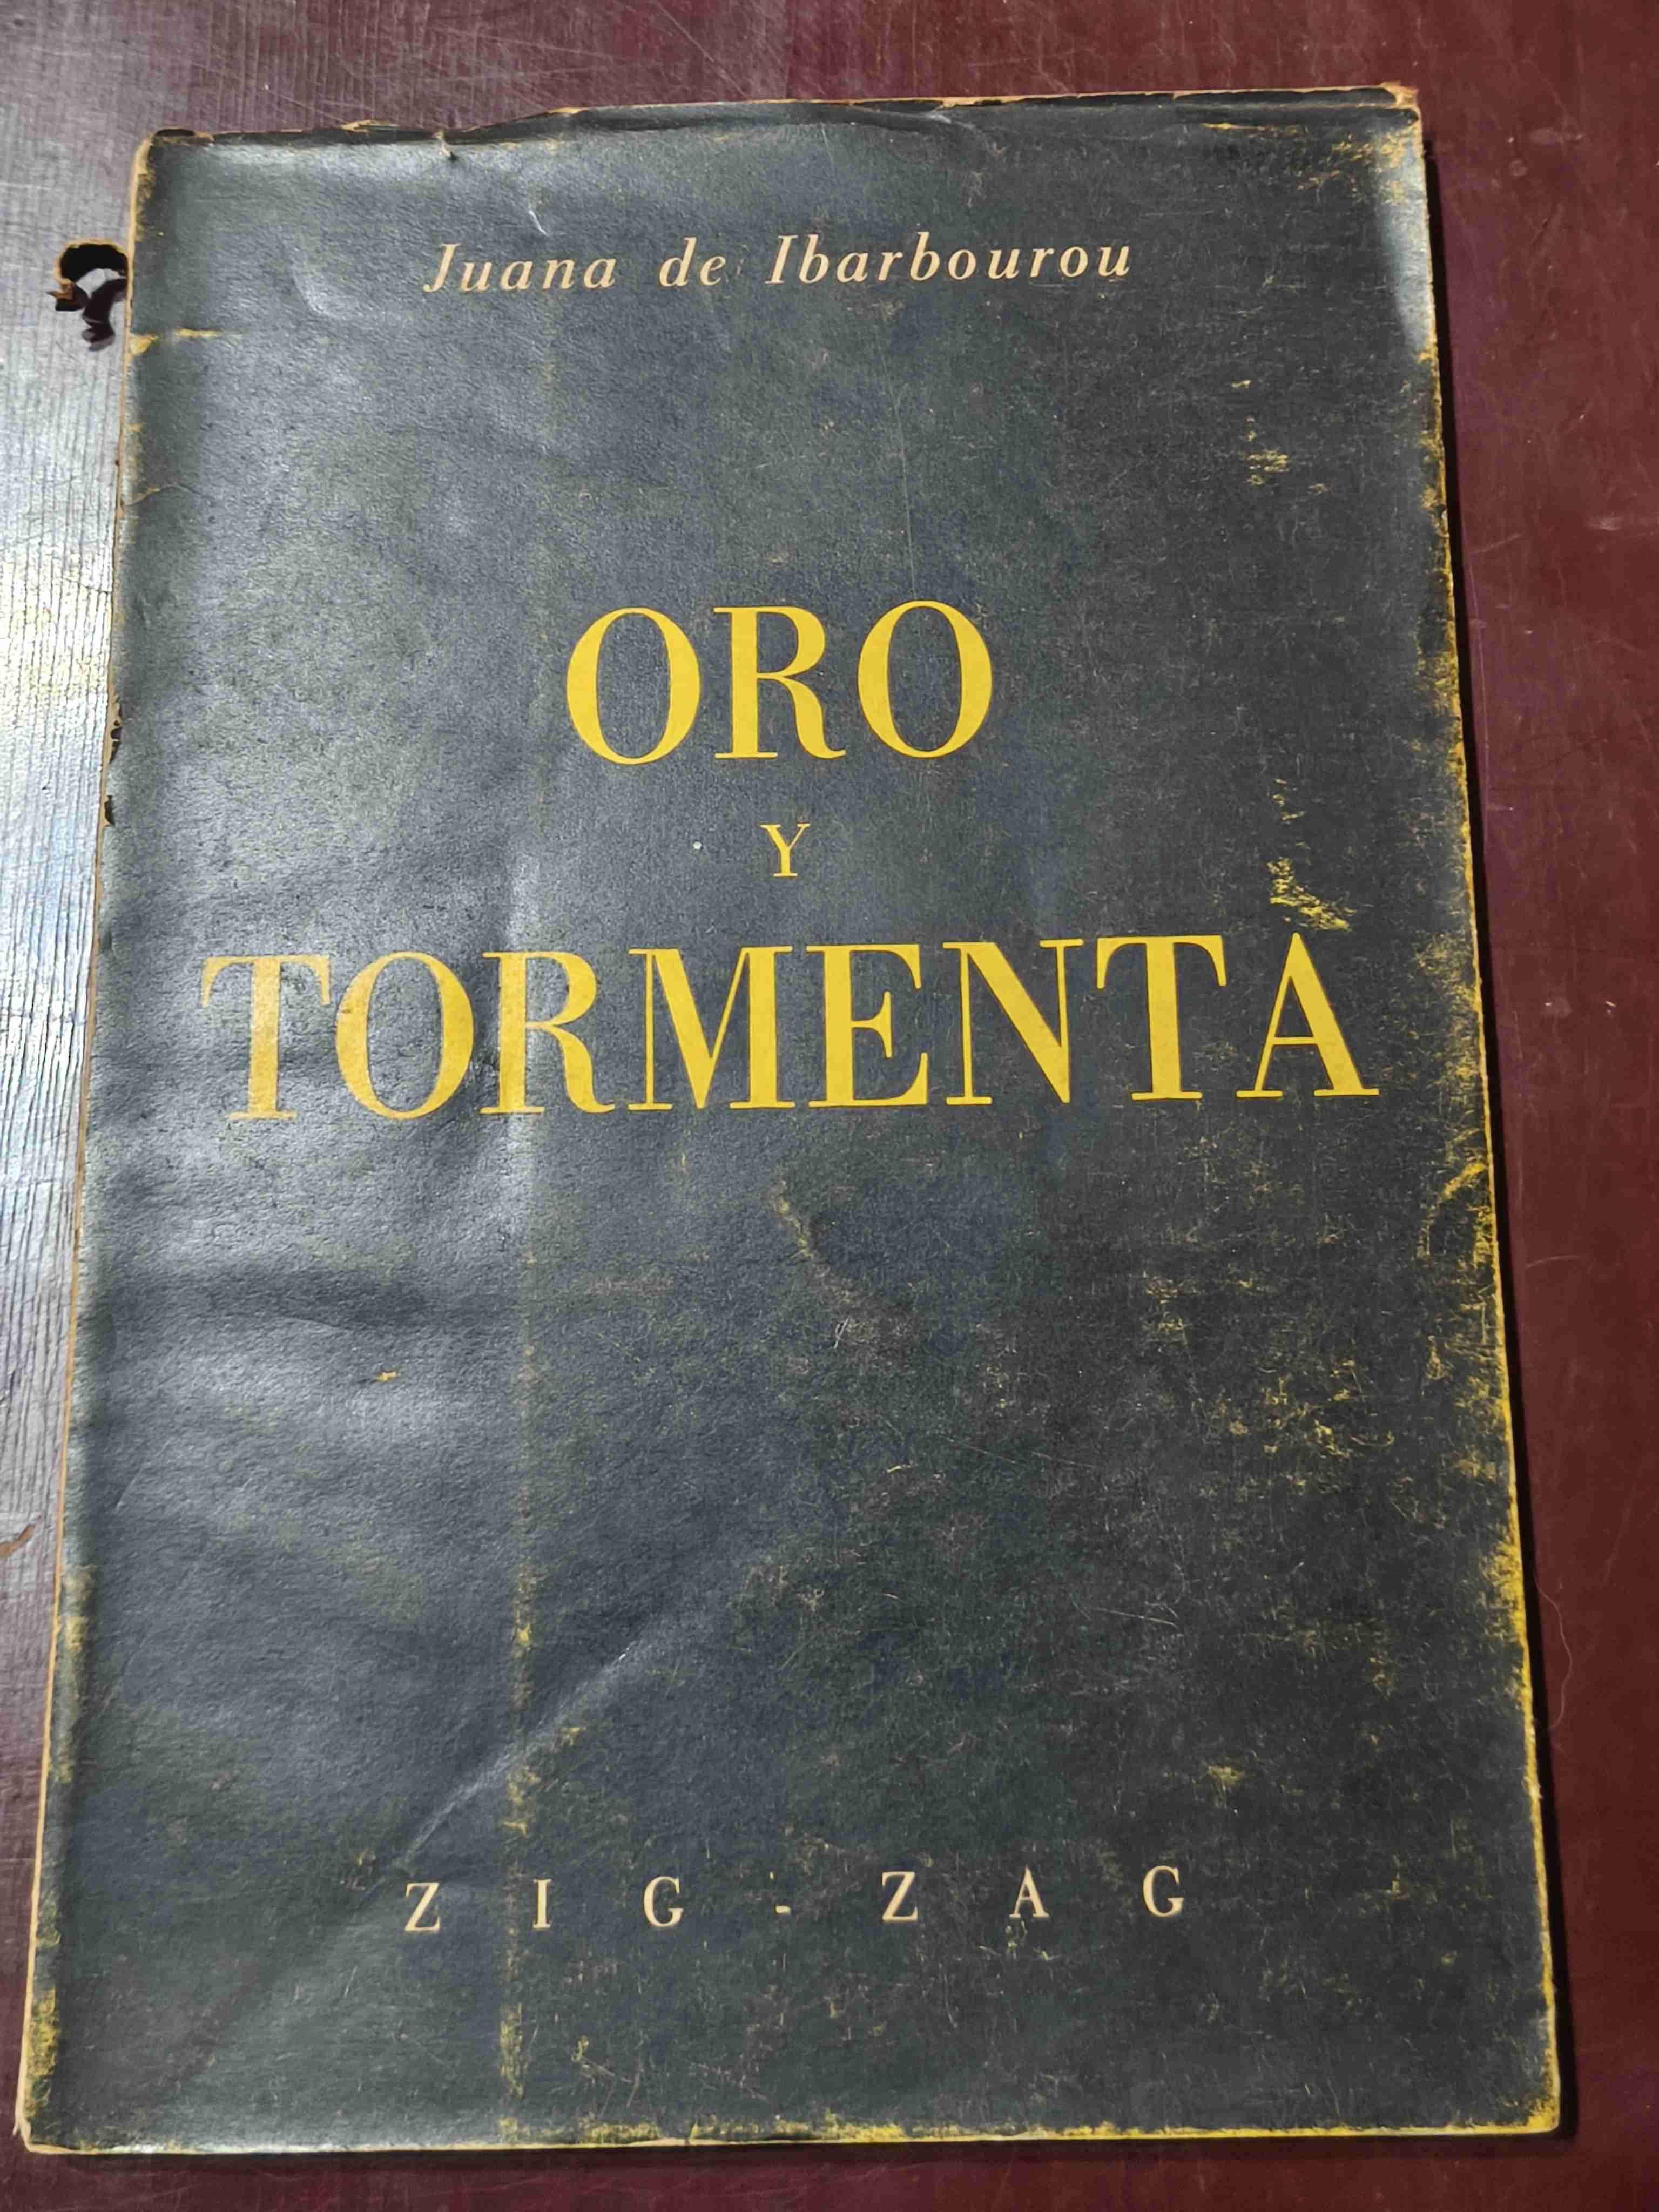 Juana de Ibarbourou
ORO
Y
TORMENTA
ZIG-ZAG